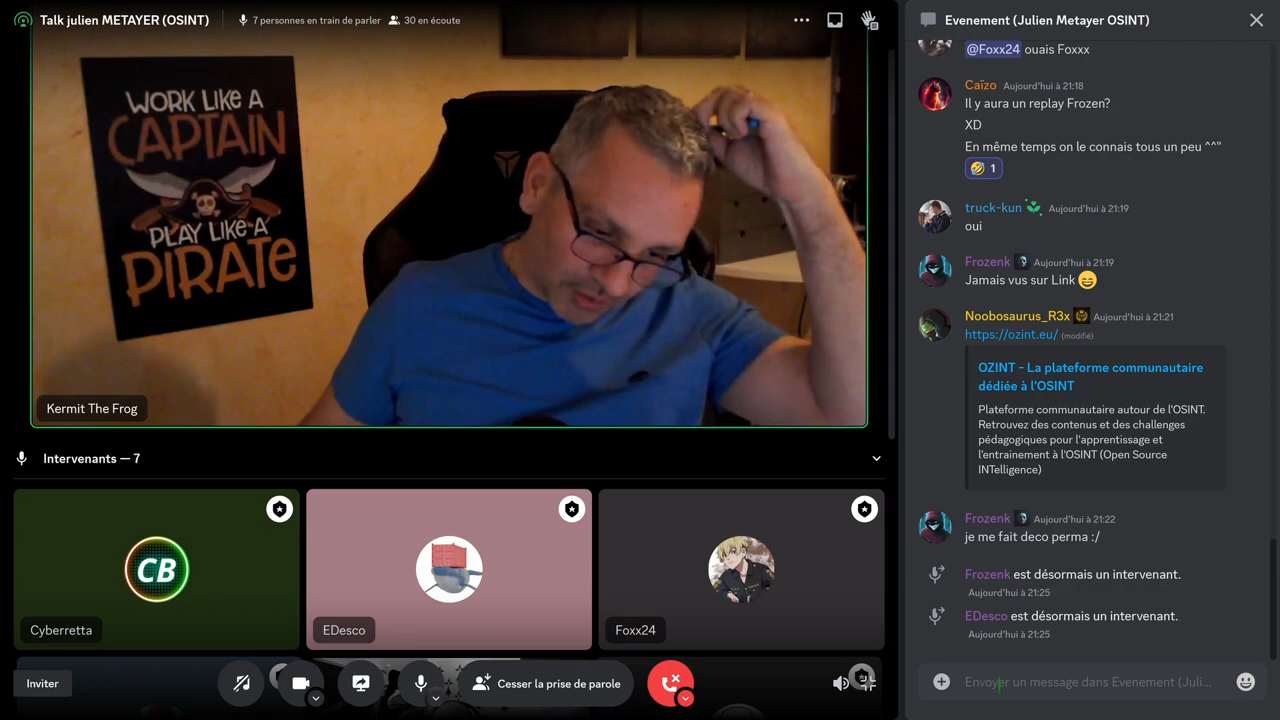 Talk julien METAYER (OSINT)
7 personnes en train de parler
30 en écoute
WORK LIKE A
CAPTAIN
PLAY LIKE A
PIRATE
Kermit The Frog
Intervenants — 7
CB
Cyberretta
EDesco
Foxx24
Inviter
Cesser la prise de parole
Evenement (Julien Metayer OSINT)
@Foxx24 ouais Foxxx
Caïzo Aujourd'hui à 21:18
Il y aura un replay Frozen?
XD
En même temps on le connais tous un peu ^^"
1
truck-kun Aujourd'hui à 21:19
oui
Frozenk Aujourd'hui à 21:19
Jamais vus sur Link
Noobosaurus_R3x Aujourd'hui à 21:21
https://ozint.eu/ (modifié)
OZINT - La plateforme communautaire
dédiée à l'OSINT
Plateforme communautaire autour de l'OSINT.
Retrouvez des contenus et des challenges
pédagogiques pour l'apprentissage et
l'entrainement à l'OSINT (Open Source
INTelligence)
Frozenk Aujourd'hui à 21:22
je me fait deco perma :/
Frozenk est désormais un intervenant.
Aujourd'hui à 21:25
EDesco est désormais un intervenant.
Aujourd'hui à 21:25
Envoyer un message dans Evenement (Juli...